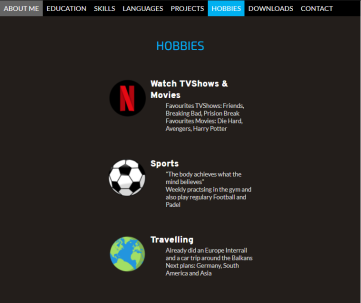 ABOUT ME EDUCATION SKILLS LANGUAGES PROJECTS HOBBIES DOWNLOADS CONTACT
HOBBIES
N
Watch TVShows &
Movies
Favourites TVShows: Friends,
Breaking Bad, Prision Break
Favourites Movies: Die Hard,
Avengers, Harry Potter
Sports
"The body achieves what the
mind believes"
Weekly practsing in the gym and
also play regulary Football and
Padel
Travelling
Already did an Europe Interrail
and a car trip around the Balkans
Next plans: Germany, South
America and Asia